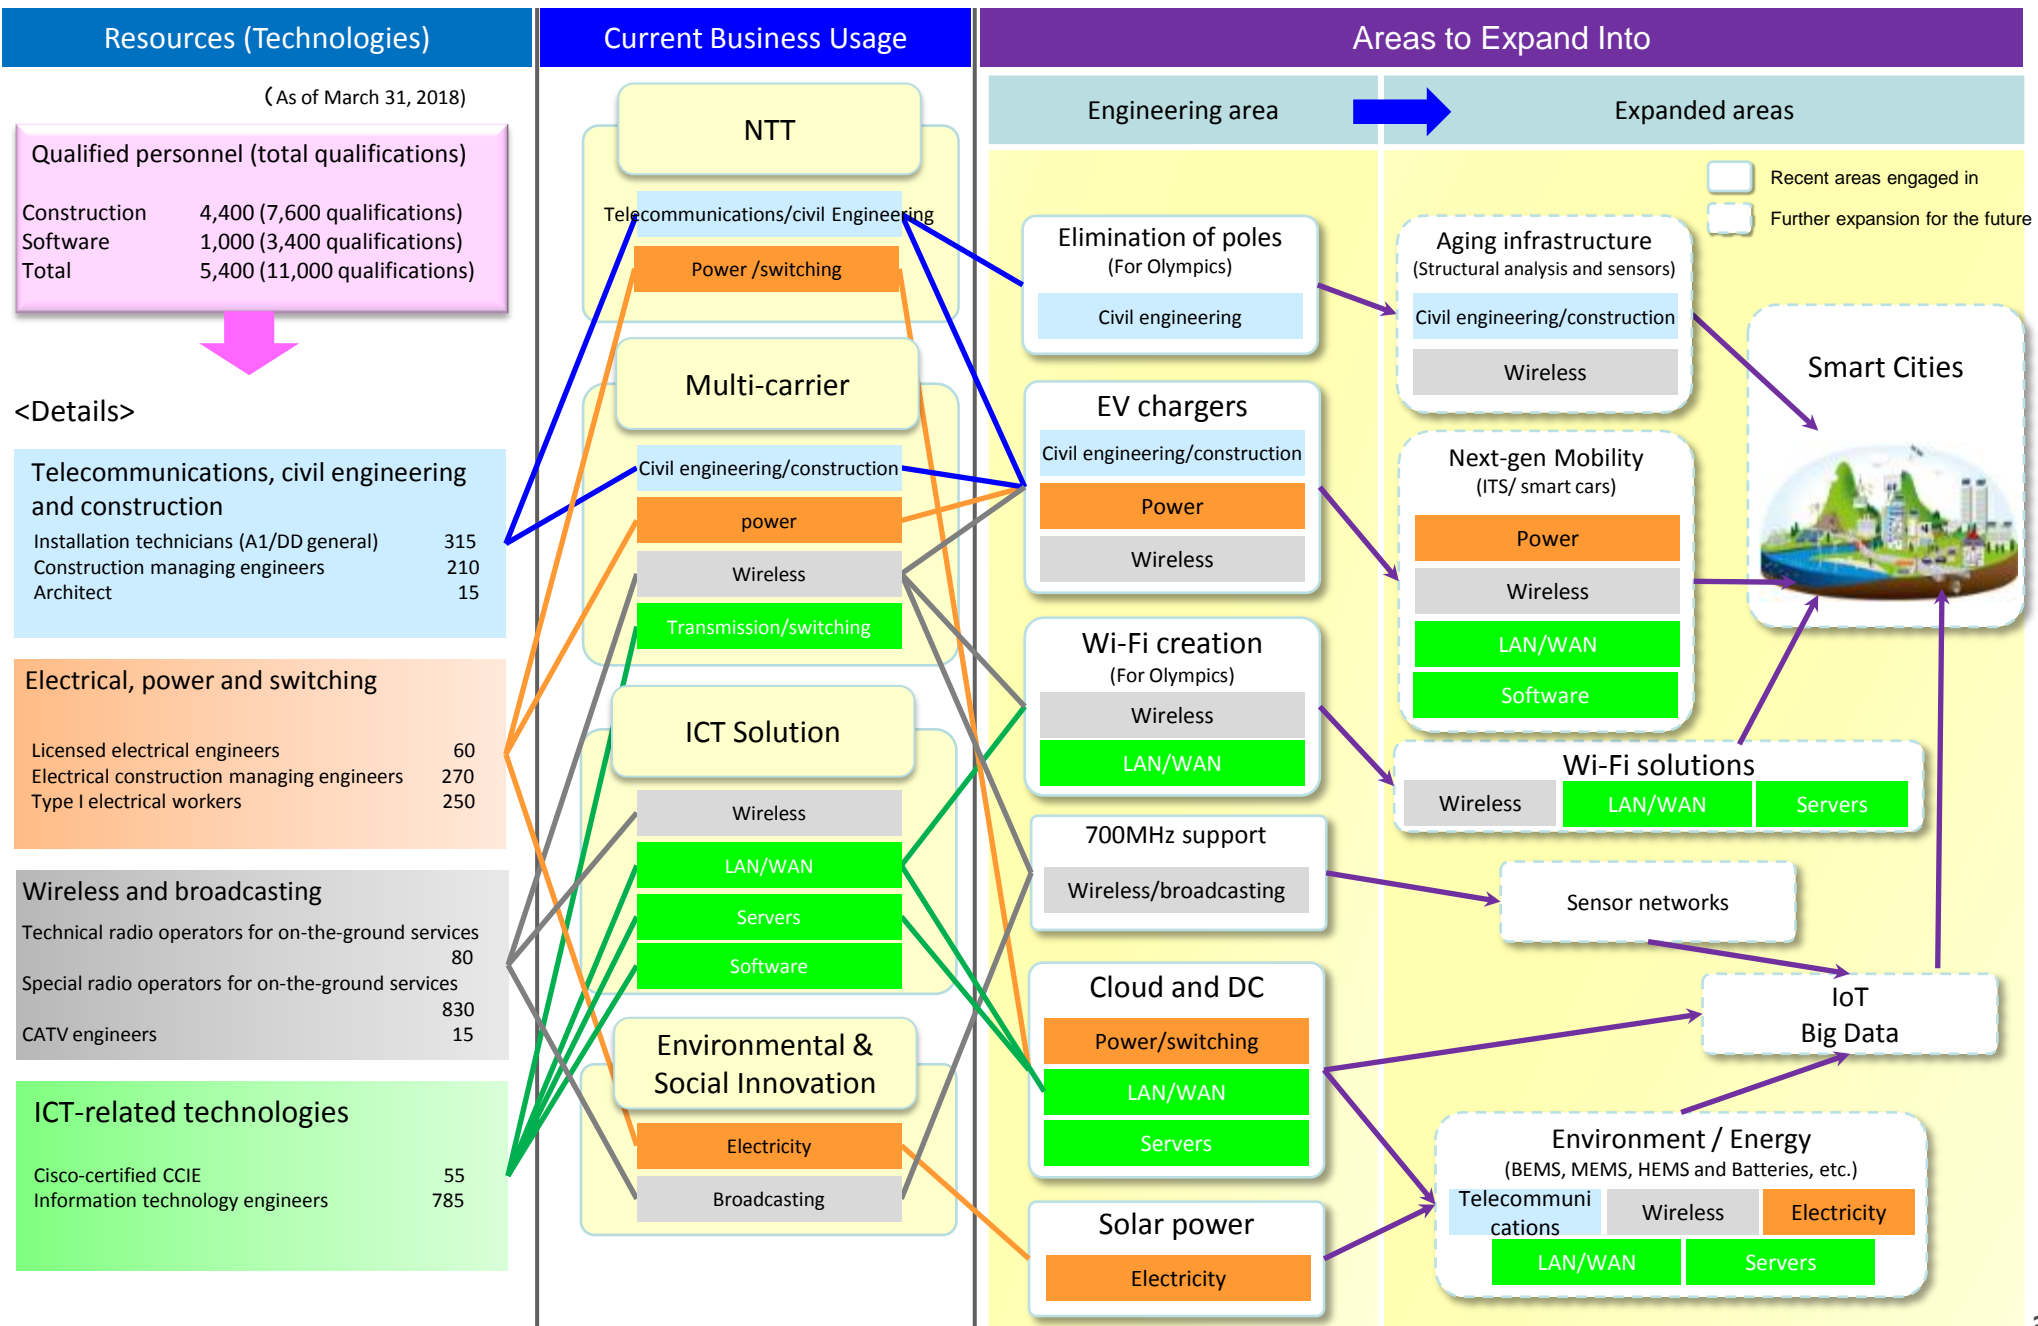 Resources (Technologies)
Current Business Usage
Areas to Expand Into
(As of March 31, 2018)
Qualified personnel (total qualifications)
Construction 4,400 (7,600 qualifications)
Software 1,000 (3,400 qualifications)
Total 5,400 (11,000 qualifications)
<Details>
Telecommunications, civil engineering
and construction
Installation technicians (A1/DD general) 315
Construction managing engineers 210
Architect 15
Electrical, power and switching
Licensed electrical engineers 60
Electrical construction managing engineers 270
Type I electrical workers 250
Wireless and broadcasting
Technical radio operators for on-the-ground services
80
Special radio operators for on-the-ground services
830
CATV engineers 15
ICT-related technologies
Cisco-certified CCIE 55
Information technology engineers 785
NTT
Telecommunications/civil Engineering
Power /switching
Multi-carrier
Civil engineering/construction
power
Wireless
Transmission/switching
ICT Solution
Wireless
LAN/WAN
Servers
Software
Environmental &
Social Innovation
Electricity
Broadcasting
Engineering area
Expanded areas
Recent areas engaged in
Further expansion for the future
Elimination of poles
(For Olympics)
Civil engineering
EV chargers
Civil engineering/construction
Power
Wireless
Wi-Fi creation
(For Olympics)
Wireless
LAN/WAN
700MHz support
Wireless/broadcasting
Cloud and DC
Power/switching
LAN/WAN
Servers
Solar power
Electricity
Aging infrastructure
(Structural analysis and sensors)
Civil engineering/construction
Wireless
Next-gen Mobility
(ITS/ smart cars)
Power
Wireless
LAN/WAN
Software
Wi-Fi solutions
Wireless
LAN/WAN
Servers
Sensor networks
IoT
Big Data
Environment / Energy
(BEMS, MEMS, HEMS and Batteries, etc.)
Telecommuni
cations
Wireless
Electricity
LAN/WAN
Servers
Smart Cities